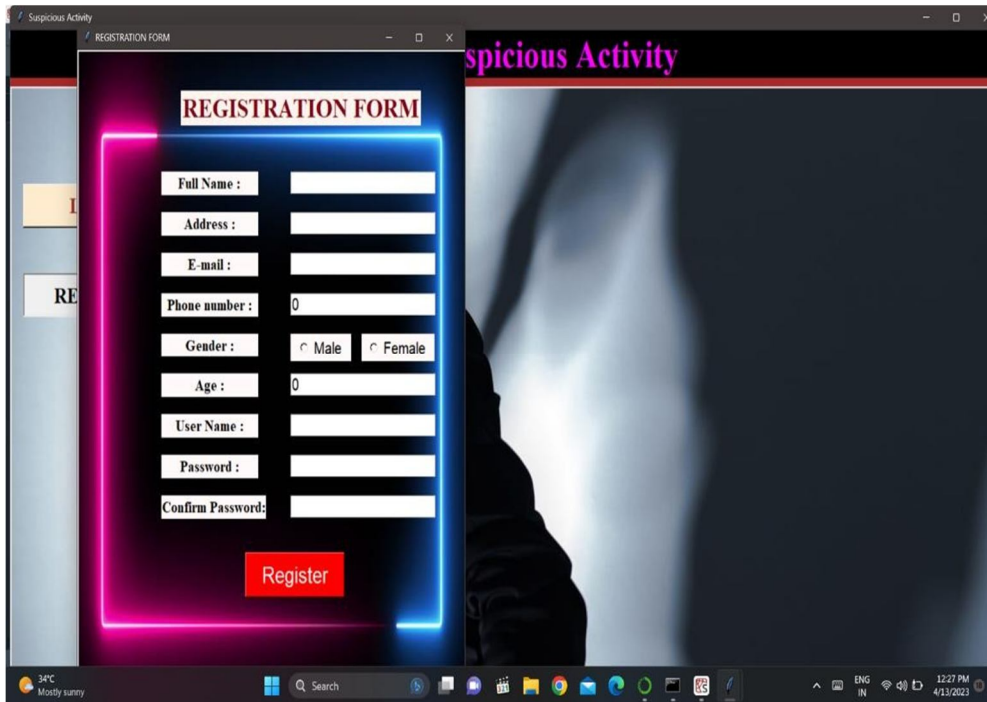 Suspicious Activity
REGISTRATION FORM
spicious Activity
REGISTRATION FORM
Full Name :
Address :
E-mail :
Phone number :
0
Gender :
Male
Female
Age :
0
User Name :
Password :
Confirm Password:
Register
RE
34°C
Mostly sunny
Search
ENG
IN
12:27 PM
4/13/2023